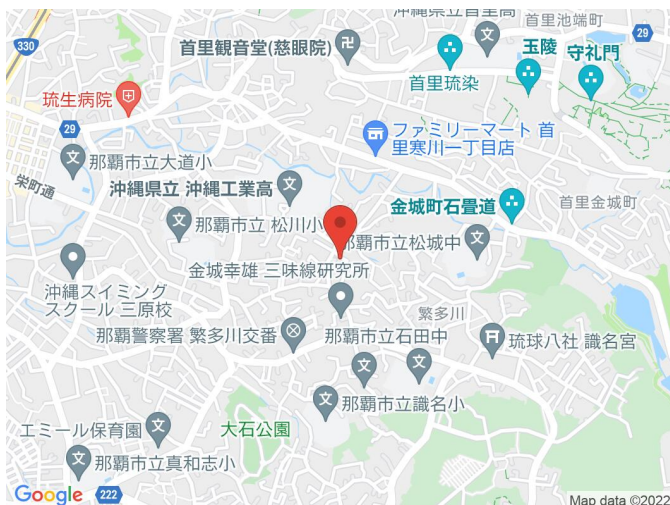 沖縄県立首里高
首里池端町
330
首里観音堂(慈眼院)
29
玉陵
守礼門
首里琉染
琉生病院
29
ファミリーマート 首
里寒川一丁目店
那覇市立大道小
栄町通
沖縄県立 沖縄工業高
金城町石畳道
首里金城町
那覇市立 松川小
那覇市立松城中
金城幸雄 三味線研究所
沖縄スイミング
スクール 三原校
繁多川
那覇警察署 繁多川交番
那覇市立石田中
琉球八社 識名宮
那覇市立識名小
大石公園
エミール保育園
那覇市立真和志小
Google
222
Map data ©2022